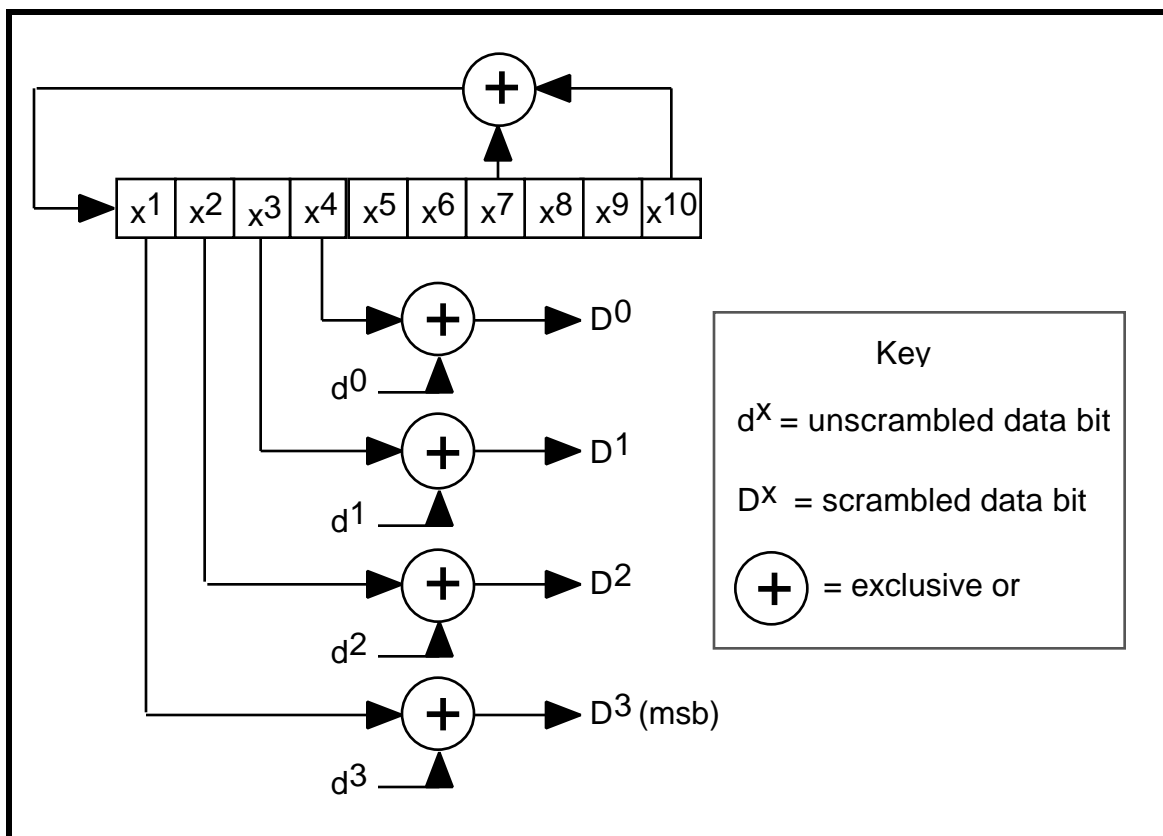 +
x1 x2 x3 x4 x5 x6 x7 x8 x9 x10
+ D0
d0
+ D1
d1
+ D2
d2
+ D3 (msb)
d3
Key
dx = unscrambled data bit
Dx = scrambled data bit
+ = exclusive or